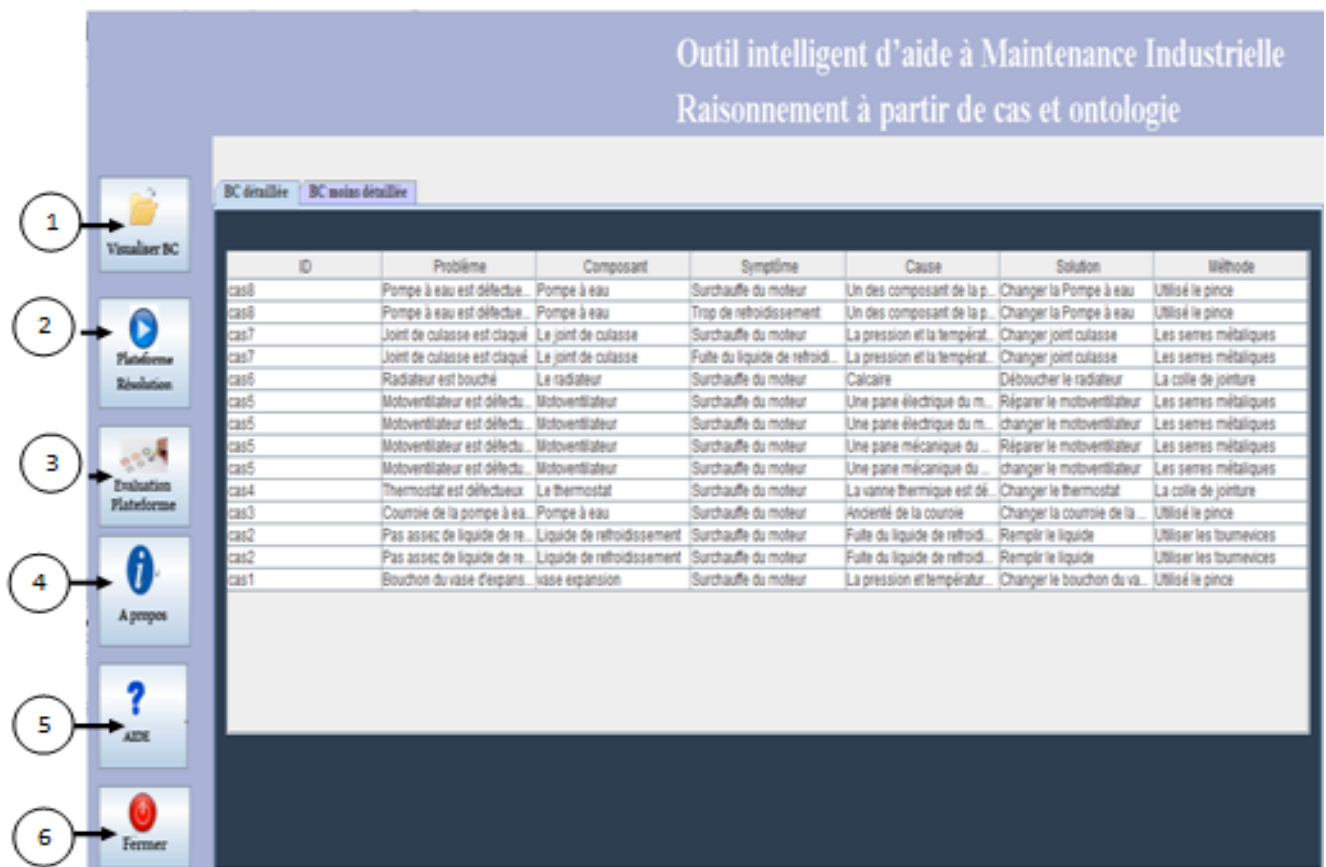 Outil intelligent d'aide à Maintenance Industrielle
Raisonnement à partir de cas et ontologie
BC détaillée BC moins détaillée
1
Visualiser BC
2
Plateforme
Résolution
3
Evaluation
Plateforme
4
A propos
5
AIDE
6
Fermer
ID Problème Composant Symptôme Cause Solution Méthode
cas8 Pompe à eau est défectue... Pompe à eau Surchauffe du moteur Un des composant de la p... Changer la Pompe à eau Utilisé le pince
cas8 Pompe à eau est défectue... Pompe à eau Trop de refroidissement Un des composant de la p... Changer la Pompe à eau Utilisé le pince
cas7 Joint de culasse est claqué Le joint de culasse Surchauffe du moteur La pression et la températ... Changer joint culasse Les serres métaliques
cas7 Joint de culasse est claqué Le joint de culasse Fuite du liquide de refroidi... La pression et la températ... Changer joint culasse Les serres métaliques
cas6 Radiateur est bouché Le radiateur Surchauffe du moteur Calcaire Déboucher le radiateur La colle de jointure
cas5 Motoventilateur est défectu... Motoventilateur Surchauffe du moteur Une pane électrique du m... Réparer le motoventilateur Les serres métaliques
cas5 Motoventilateur est défectu... Motoventilateur Surchauffe du moteur Une pane électrique du m... changer le motoventilateur Les serres métaliques
cas5 Motoventilateur est défectu... Motoventilateur Surchauffe du moteur Une pane mécanique du ... Réparer le motoventilateur Les serres métaliques
cas5 Motoventilateur est défectu... Motoventilateur Surchauffe du moteur Une pane mécanique du ... changer le motoventilateur Les serres métaliques
cas4 Thermostat est défectueux Le thermostat Surchauffe du moteur La vanne thermique est dé... Changer le thermostat La colle de jointure
cas3 Courroie de la pompe à ea... Pompe à eau Surchauffe du moteur Ancienté de la couroie Changer la courroie de la ... Utilisé le pince
cas2 Pas assez de liquide de re... Liquide de refroidissement Surchauffe du moteur Fuite du liquide de refroidi... Remplir le liquide Utiliser les tournevices
cas2 Pas assez de liquide de re... Liquide de refroidissement Surchauffe du moteur Fuite du liquide de refroidi... Remplir le liquide Utiliser les tournevices
cas1 Bouchon du vase d'expans... vase expansion Surchauffe du moteur La pression et températur... Changer le bouchon du va... Utilisé le pince